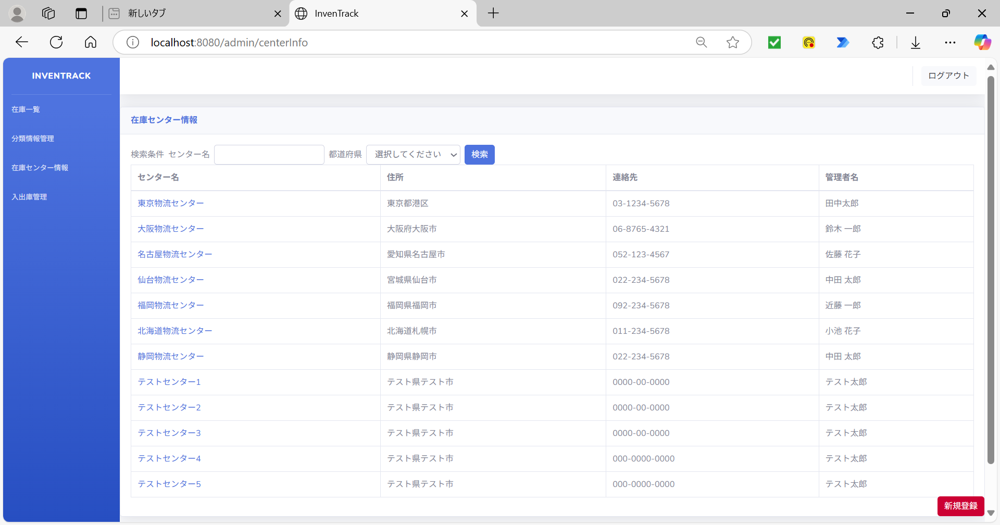 新しいタブ
InvenTrack
localhost:8080/admin/centerInfo
INVENTRACK
ログアウト
在庫一覧
分類情報管理
在庫センター情報
入出庫管理
在庫センター情報
検索条件 センター名 都道府県 選択してください 検索
センター名 住所 連絡先 管理者名
東京物流センター 東京都港区 03-1234-5678 田中太郎
大阪物流センター 大阪府大阪市 06-8765-4321 鈴木 一郎
名古屋物流センター 愛知県名古屋市 052-123-4567 佐藤 花子
仙台物流センター 宮城県仙台市 022-234-5678 中田 太郎
福岡物流センター 福岡県福岡市 092-234-5678 近藤 一郎
北海道物流センター 北海道札幌市 011-234-5678 小池 花子
静岡物流センター 静岡県静岡市 022-234-5678 中田 太郎
テストセンター1 テスト県テスト市 0000-00-0000 テスト太郎
テストセンター2 テスト県テスト市 0000-00-0000 テスト太郎
テストセンター3 テスト県テスト市 0000-00-0000 テスト太郎
テストセンター4 テスト県テスト市 000-0000-0000 テスト太郎
テストセンター5 テスト県テスト市 000-0000-0000 テスト太郎
新規登録